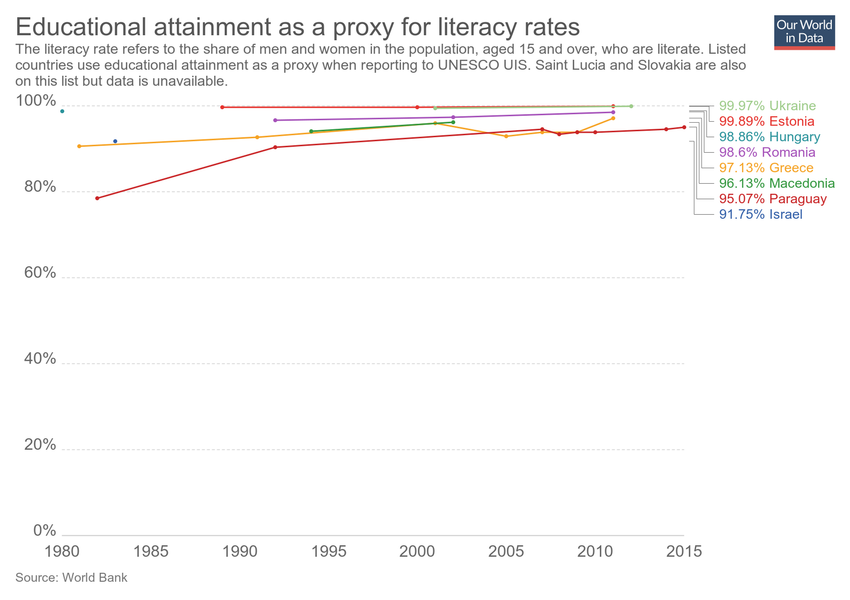 Educational attainment as a proxy for literacy rates
Our World
in Data
The literacy rate refers to the share of men and women in the population, aged 15 and over, who are literate. Listed
countries use educational attainment as a proxy when reporting to UNESCO UIS. Saint Lucia and Slovakia are also
on this list but data is unavailable.
100%
80%
60%
40%
20%
0%
99.97% Ukraine
99.89% Estonia
98.86% Hungary
98.6% Romania
97.13% Greece
96.13% Macedonia
95.07% Paraguay
91.75% Israel
1980 1985 1990 1995 2000 2005 2010 2015
Source: World Bank